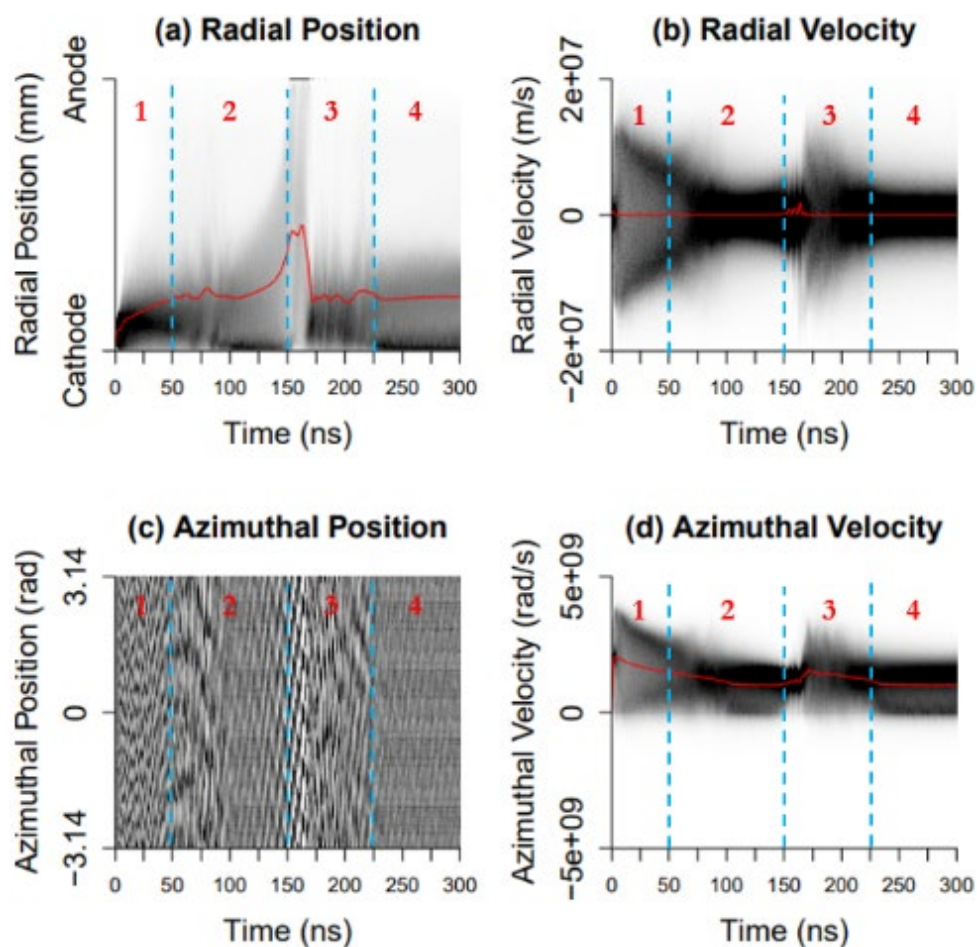 (a) Radial Position
Radial Position (mm)
Anode
Cathode
1 2 3 4
0 50 100 150 200 250 300
Time (ns)
(b) Radial Velocity
Radial Velocity (m/s)
2e+07
0
−2e+07
1 2 3 4
0 50 100 150 200 250 300
Time (ns)
(c) Azimuthal Position
Azimuthal Position (rad)
3.14
0
−3.14
1 2 3 4
0 50 100 150 200 250 300
Time (ns)
(d) Azimuthal Velocity
Azimuthal Velocity (rad/s)
5e+09
0
−5e+09
1 2 3 4
0 50 100 150 200 250 300
Time (ns)